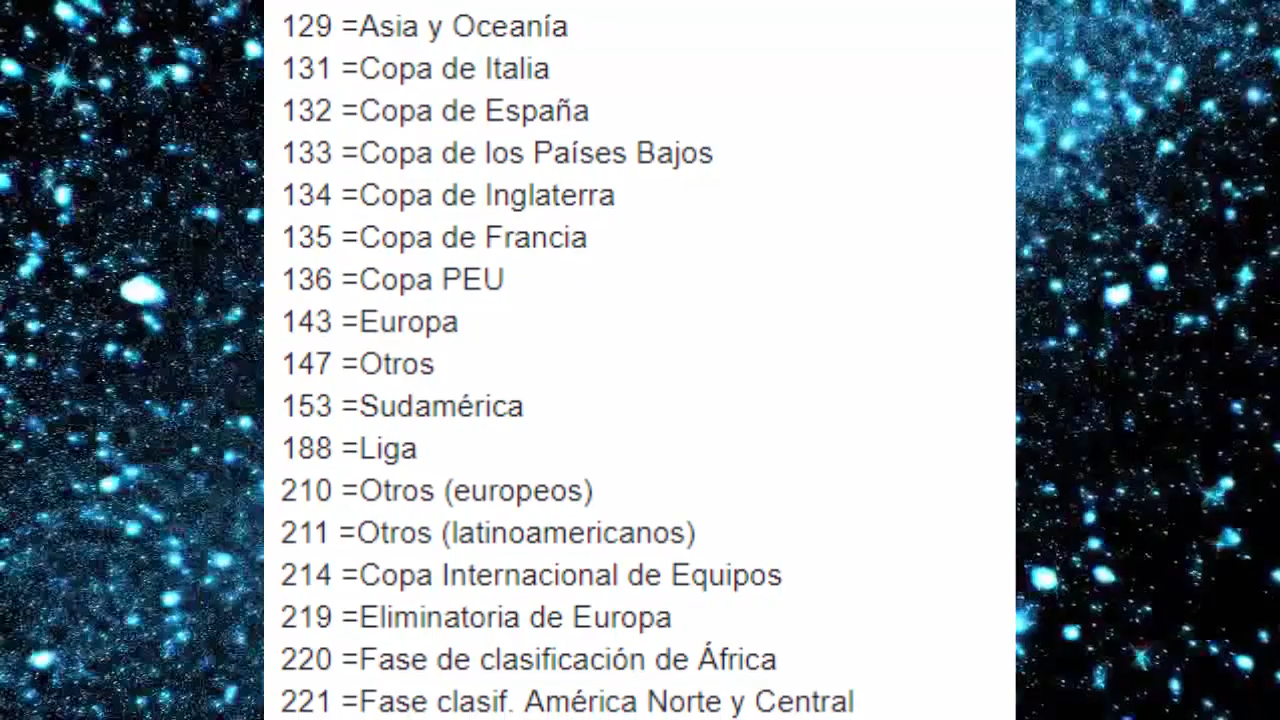 129 =Asia y Oceanía
131 =Copa de Italia
132 =Copa de España
133 =Copa de los Países Bajos
134 =Copa de Inglaterra
135 =Copa de Francia
136 =Copa PEU
143 =Europa
147 =Otros
153 =Sudamérica
188 =Liga
210 =Otros (europeos)
211 =Otros (latinoamericanos)
214 =Copa Internacional de Equipos
219 =Eliminatoria de Europa
220 =Fase de clasificación de África
221 =Fase clasif. América Norte y Central